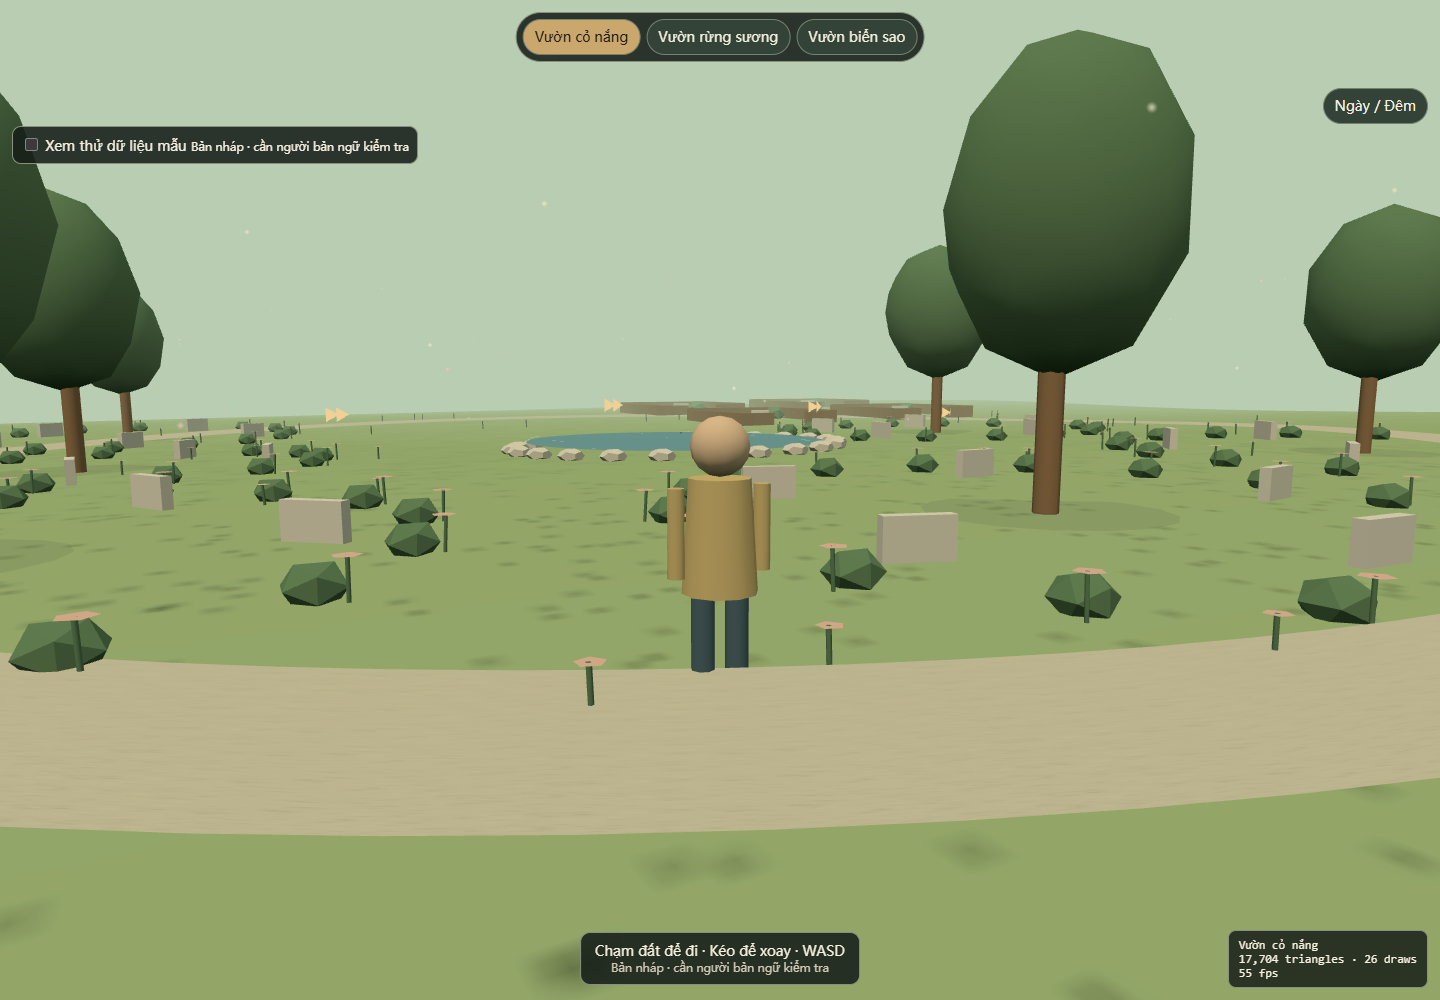 Vườn cỏ nắng
Vườn rừng sương
Vườn biển sao
Ngày / Đêm
Xem thử dữ liệu mẫu Bản nháp · cần người bản ngữ kiểm tra
Chạm đất để đi · Kéo để xoay · WASD
Bản nháp · cần người bản ngữ kiểm tra
Vườn cỏ nắng
17,704 triangles · 26 draws
55 fps